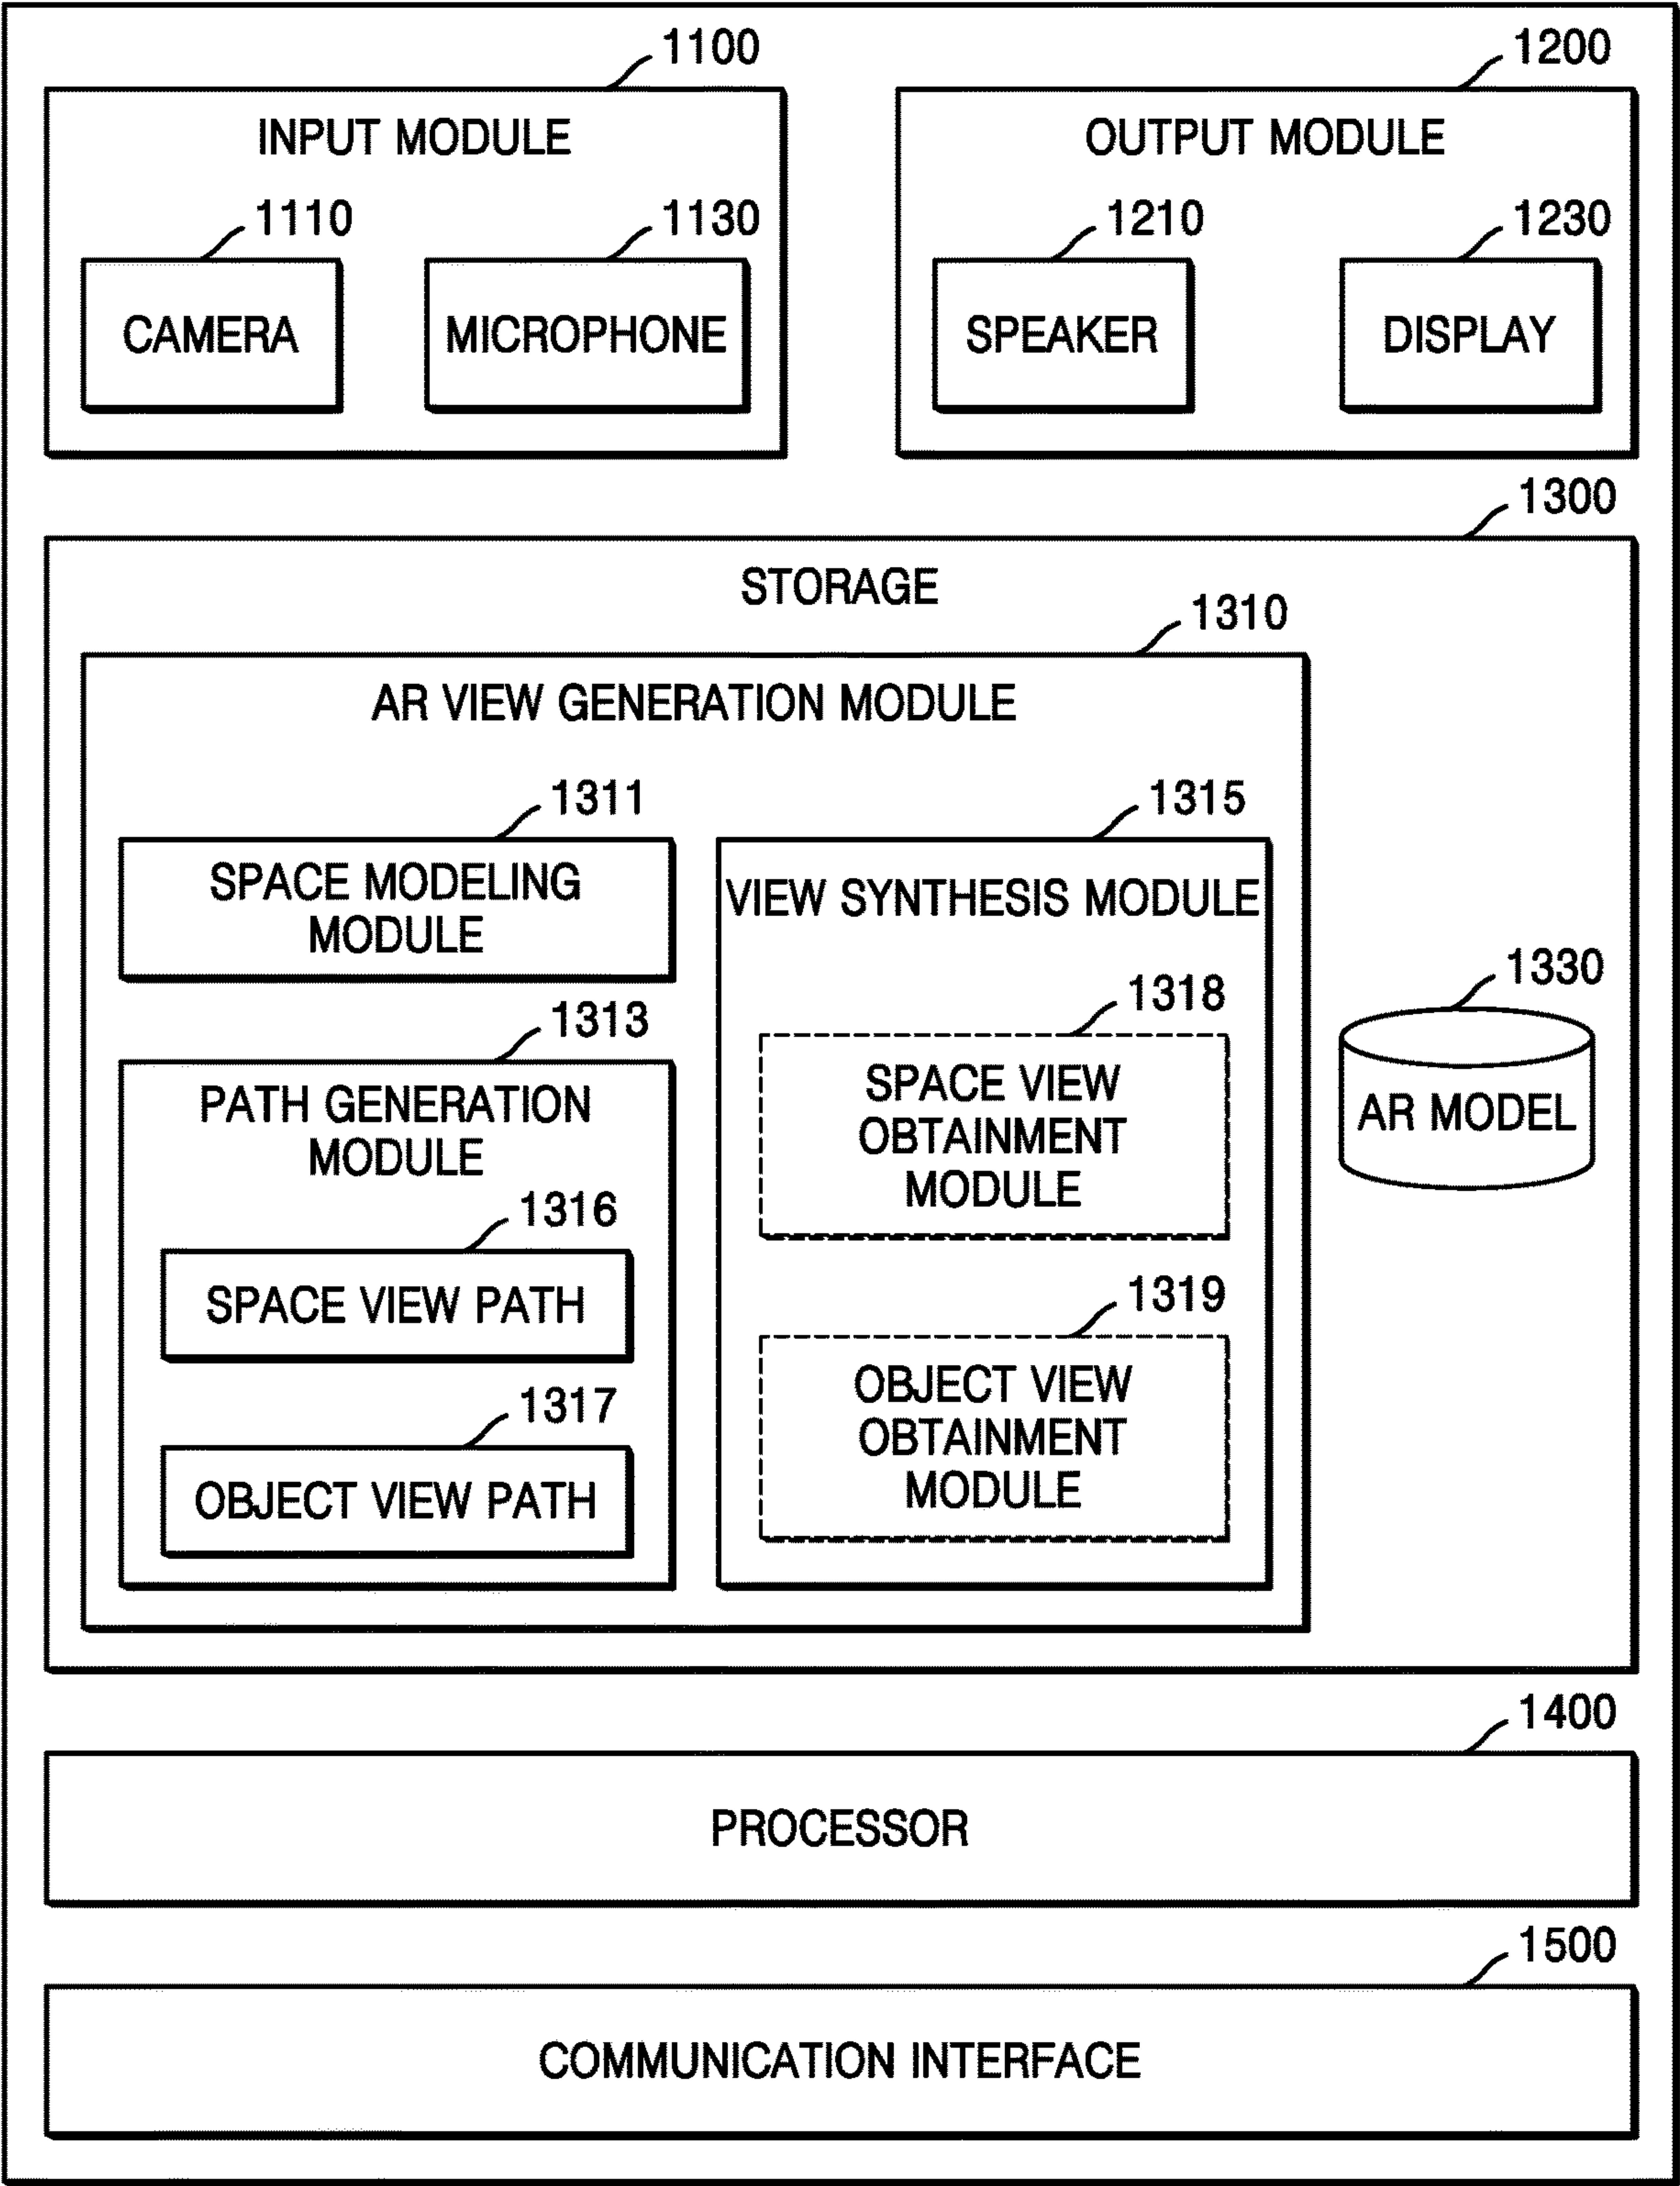 1100
INPUT MODULE
1110
CAMERA
1130
MICROPHONE
1200
OUTPUT MODULE
1210
SPEAKER
1230
DISPLAY
1300
STORAGE
1310
AR VIEW GENERATION MODULE
1311
SPACE MODELING
MODULE
1313
PATH GENERATION
MODULE
1316
SPACE VIEW PATH
1317
OBJECT VIEW PATH
1315
VIEW SYNTHESIS MODULE
1318
SPACE VIEW
OBTAINMENT
MODULE
1319
OBJECT VIEW
OBTAINMENT
MODULE
1330
AR MODEL
1400
PROCESSOR
1500
COMMUNICATION INTERFACE